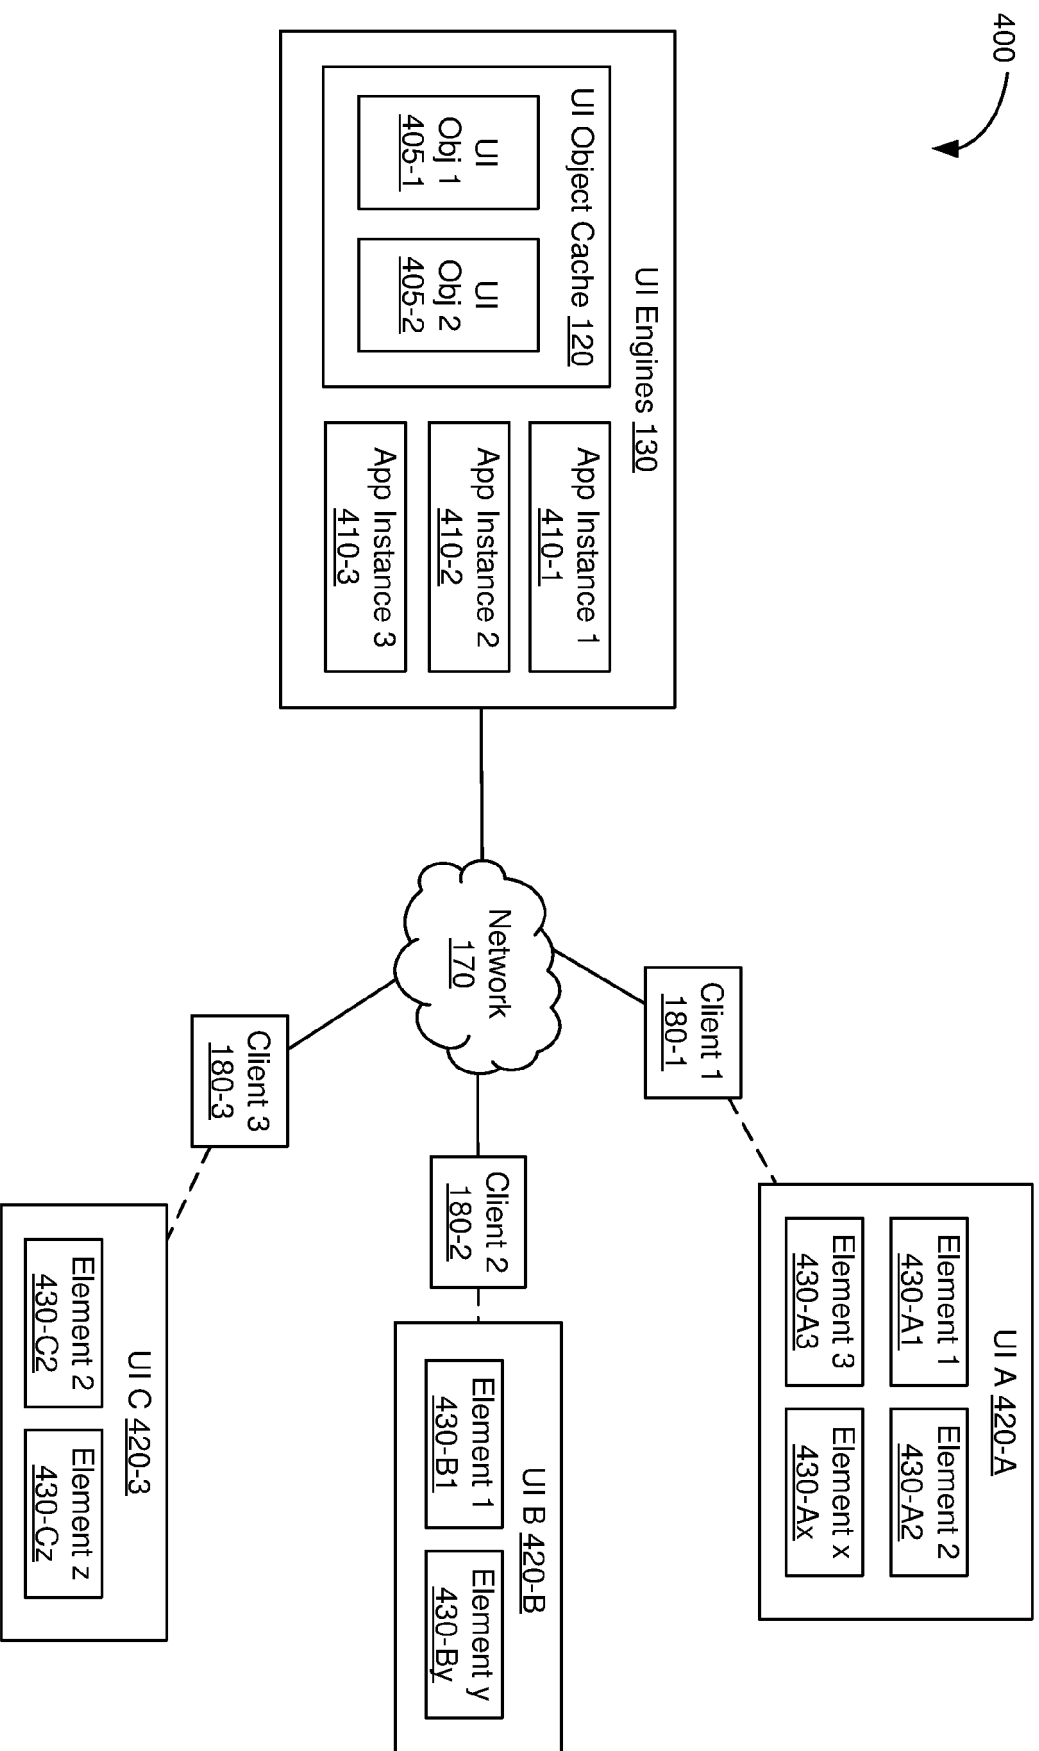 400
UI Engines 130
UI Object Cache 120
UI
Obj 1
405-1
UI
Obj 2
405-2
App Instance 1
410-1
App Instance 2
410-2
App Instance 3
410-3
Network
170
Client 1
180-1
Client 2
180-2
Client 3
180-3
UI A 420-A
Element 1
430-A1
Element 2
430-A2
Element 3
430-A3
Element x
430-Ax
UI B 420-B
Element 1
430-B1
Element y
430-By
UI C 420-3
Element 2
430-C2
Element z
430-Cz